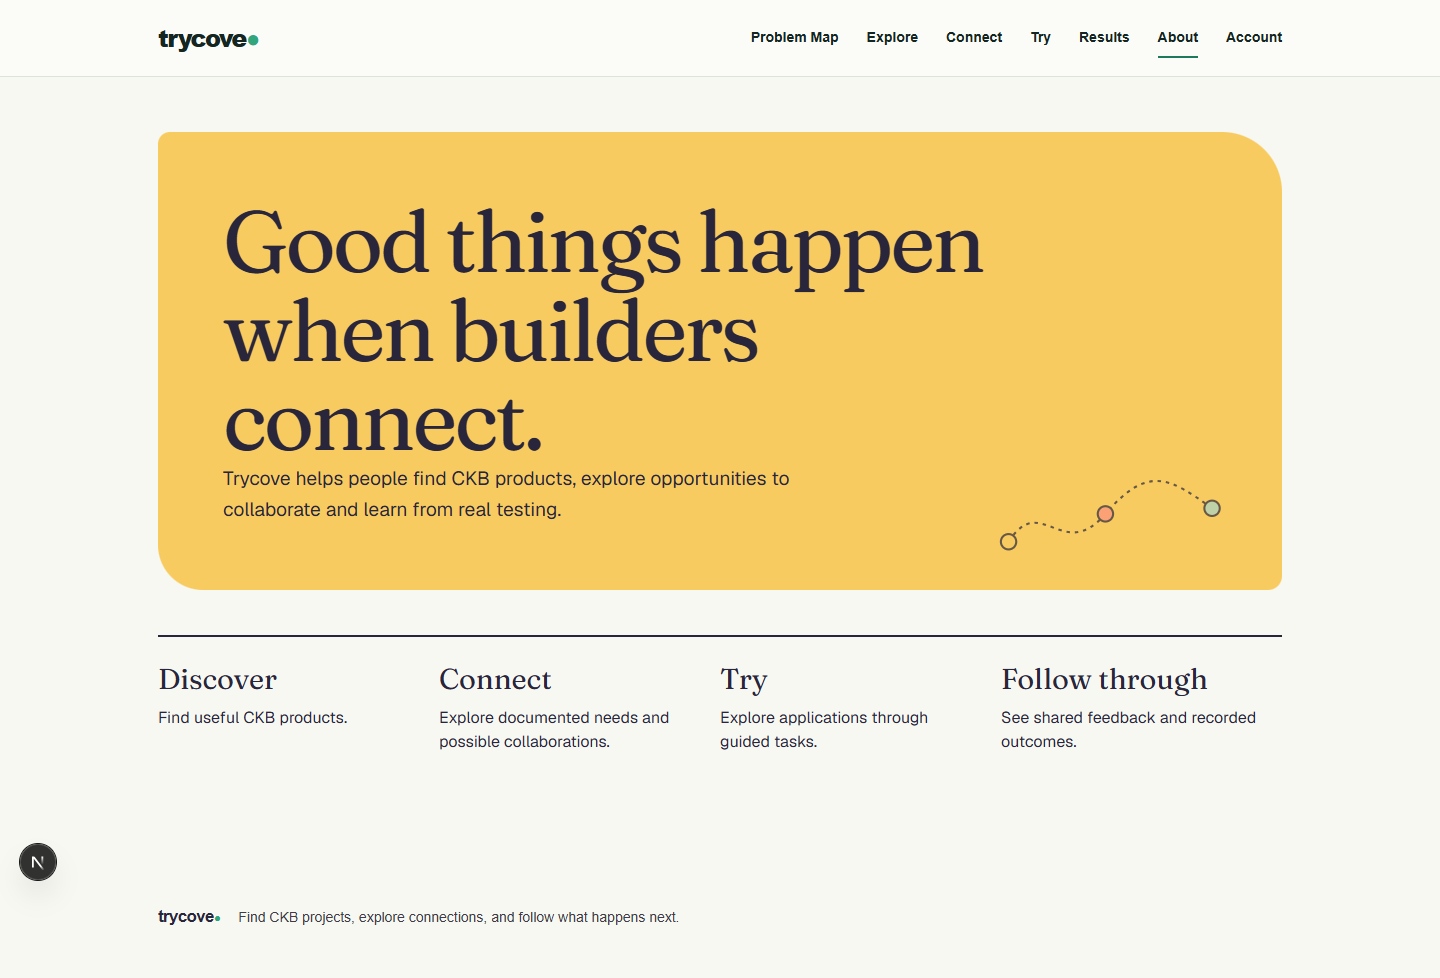 trycove
Problem Map Explore Connect Try Results About Account
Good things happen
when builders
connect.
Trycove helps people find CKB products, explore opportunities to
collaborate and learn from real testing.
Discover
Find useful CKB products.
Connect
Explore documented needs and
possible collaborations.
Try
Explore applications through
guided tasks.
Follow through
See shared feedback and recorded
outcomes.
N
trycove Find CKB projects, explore connections, and follow what happens next.